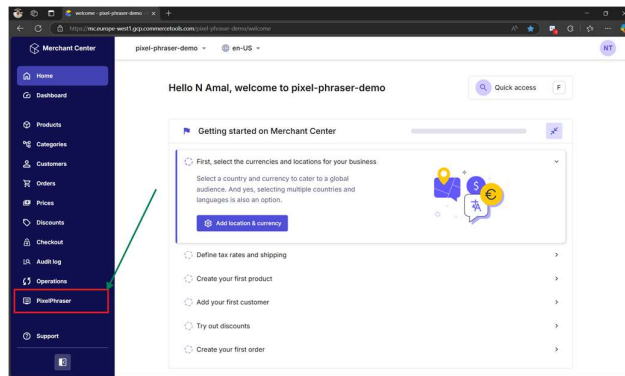 welcome - pixel-phraser-demo
https://mc.europe-west1.gcp.commercetools.com/pixel-phraser-demo/welcome
Merchant Center
pixel-phraser-demo
en-US
NT
Home
Dashboard
Products
Categories
Customers
Orders
Prices
Discounts
Checkout
Audit log
Operations
PixelPhraser
Support
Hello N Amal, welcome to pixel-phraser-demo
Quick access
F
Getting started on Merchant Center
First, select the currencies and locations for your business
Select a country and currency to cater to a global
audience. And yes, selecting multiple countries and
languages is also an option.
Add location & currency
Define tax rates and shipping
Create your first product
Add your first customer
Try out discounts
Create your first order